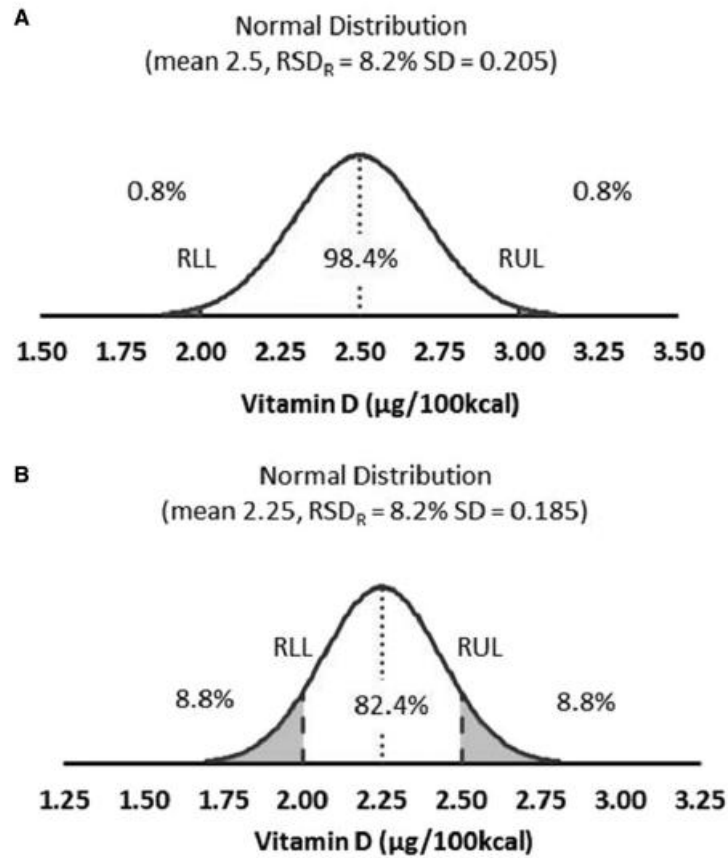 A
Normal Distribution
(mean 2.5, RSD_R = 8.2% SD = 0.205)
0.8%
0.8%
RLL
98.4%
RUL
1.50 1.75 2.00 2.25 2.50 2.75 3.00 3.25 3.50
Vitamin D (µg/100kcal)
B
Normal Distribution
(mean 2.25, RSD_R = 8.2% SD = 0.185)
RLL
RUL
8.8%
82.4%
8.8%
1.25 1.50 1.75 2.00 2.25 2.50 2.75 3.00 3.25
Vitamin D (µg/100kcal)